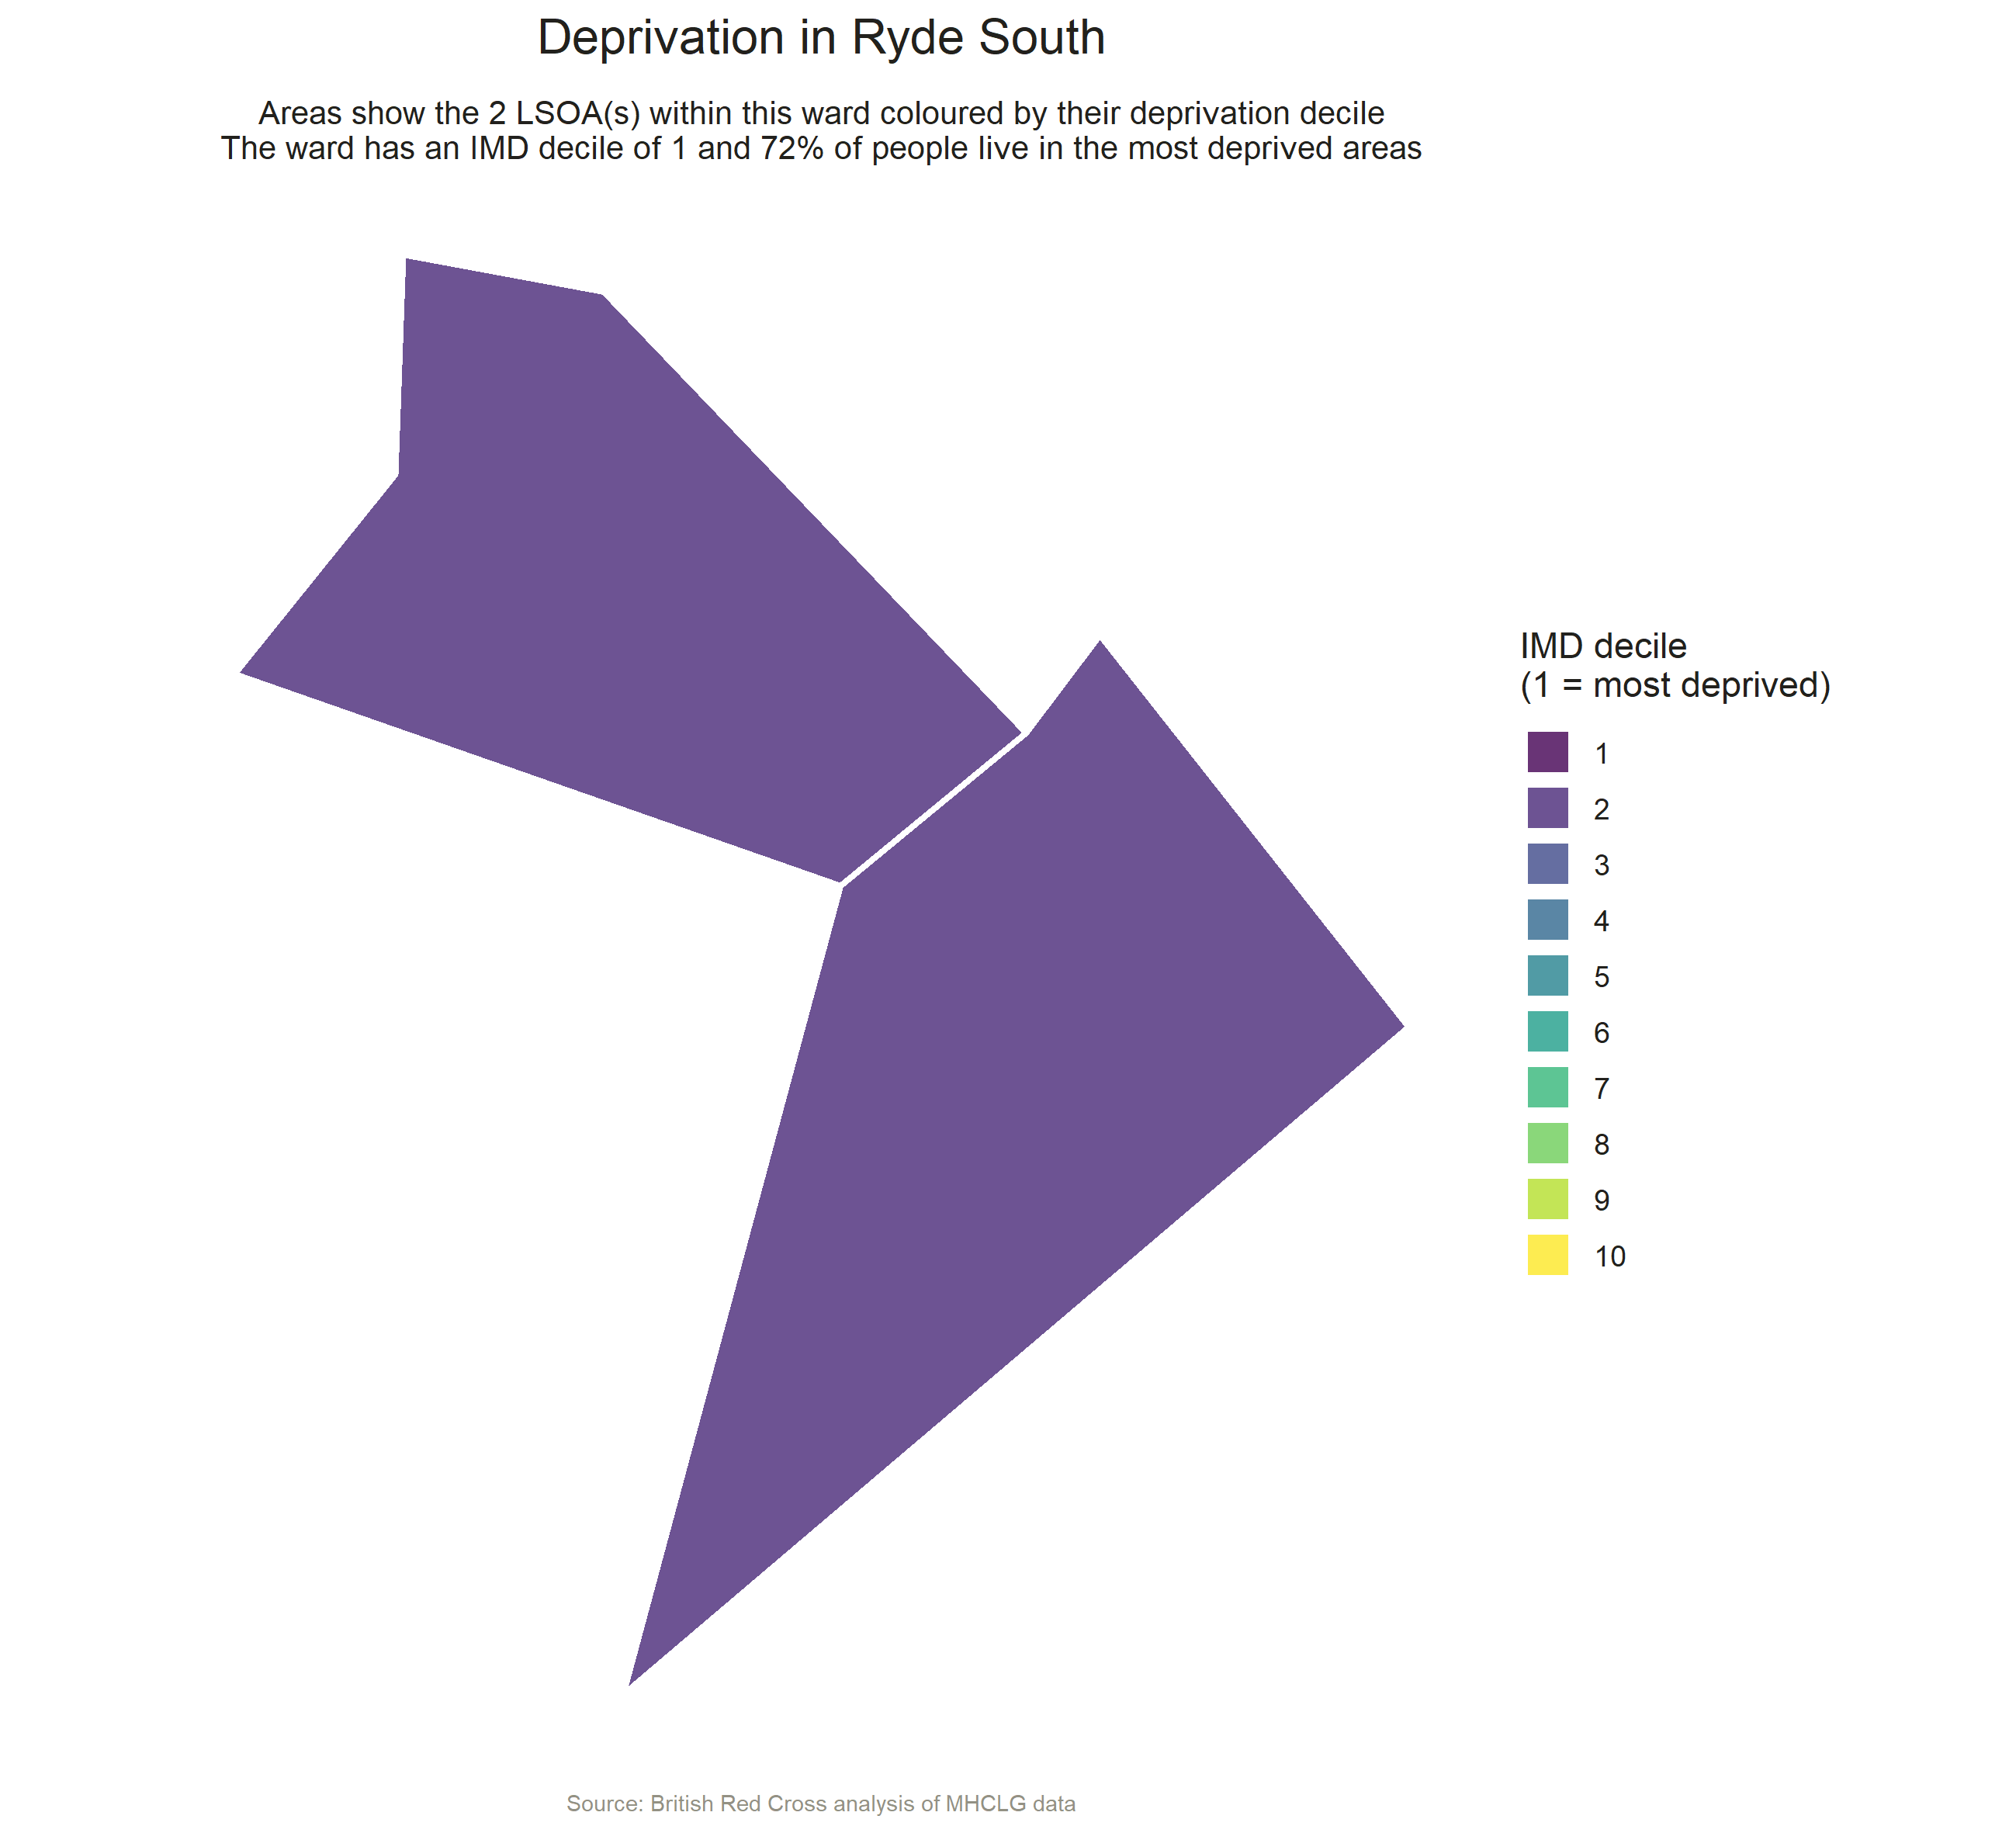 Deprivation in Ryde South
Areas show the 2 LSOA(s) within this ward coloured by their deprivation decile
The ward has an IMD decile of 1 and 72% of people live in the most deprived areas
IMD decile
(1 = most deprived)
1
2
3
4
5
6
7
8
9
10
Source: British Red Cross analysis of MHCLG data